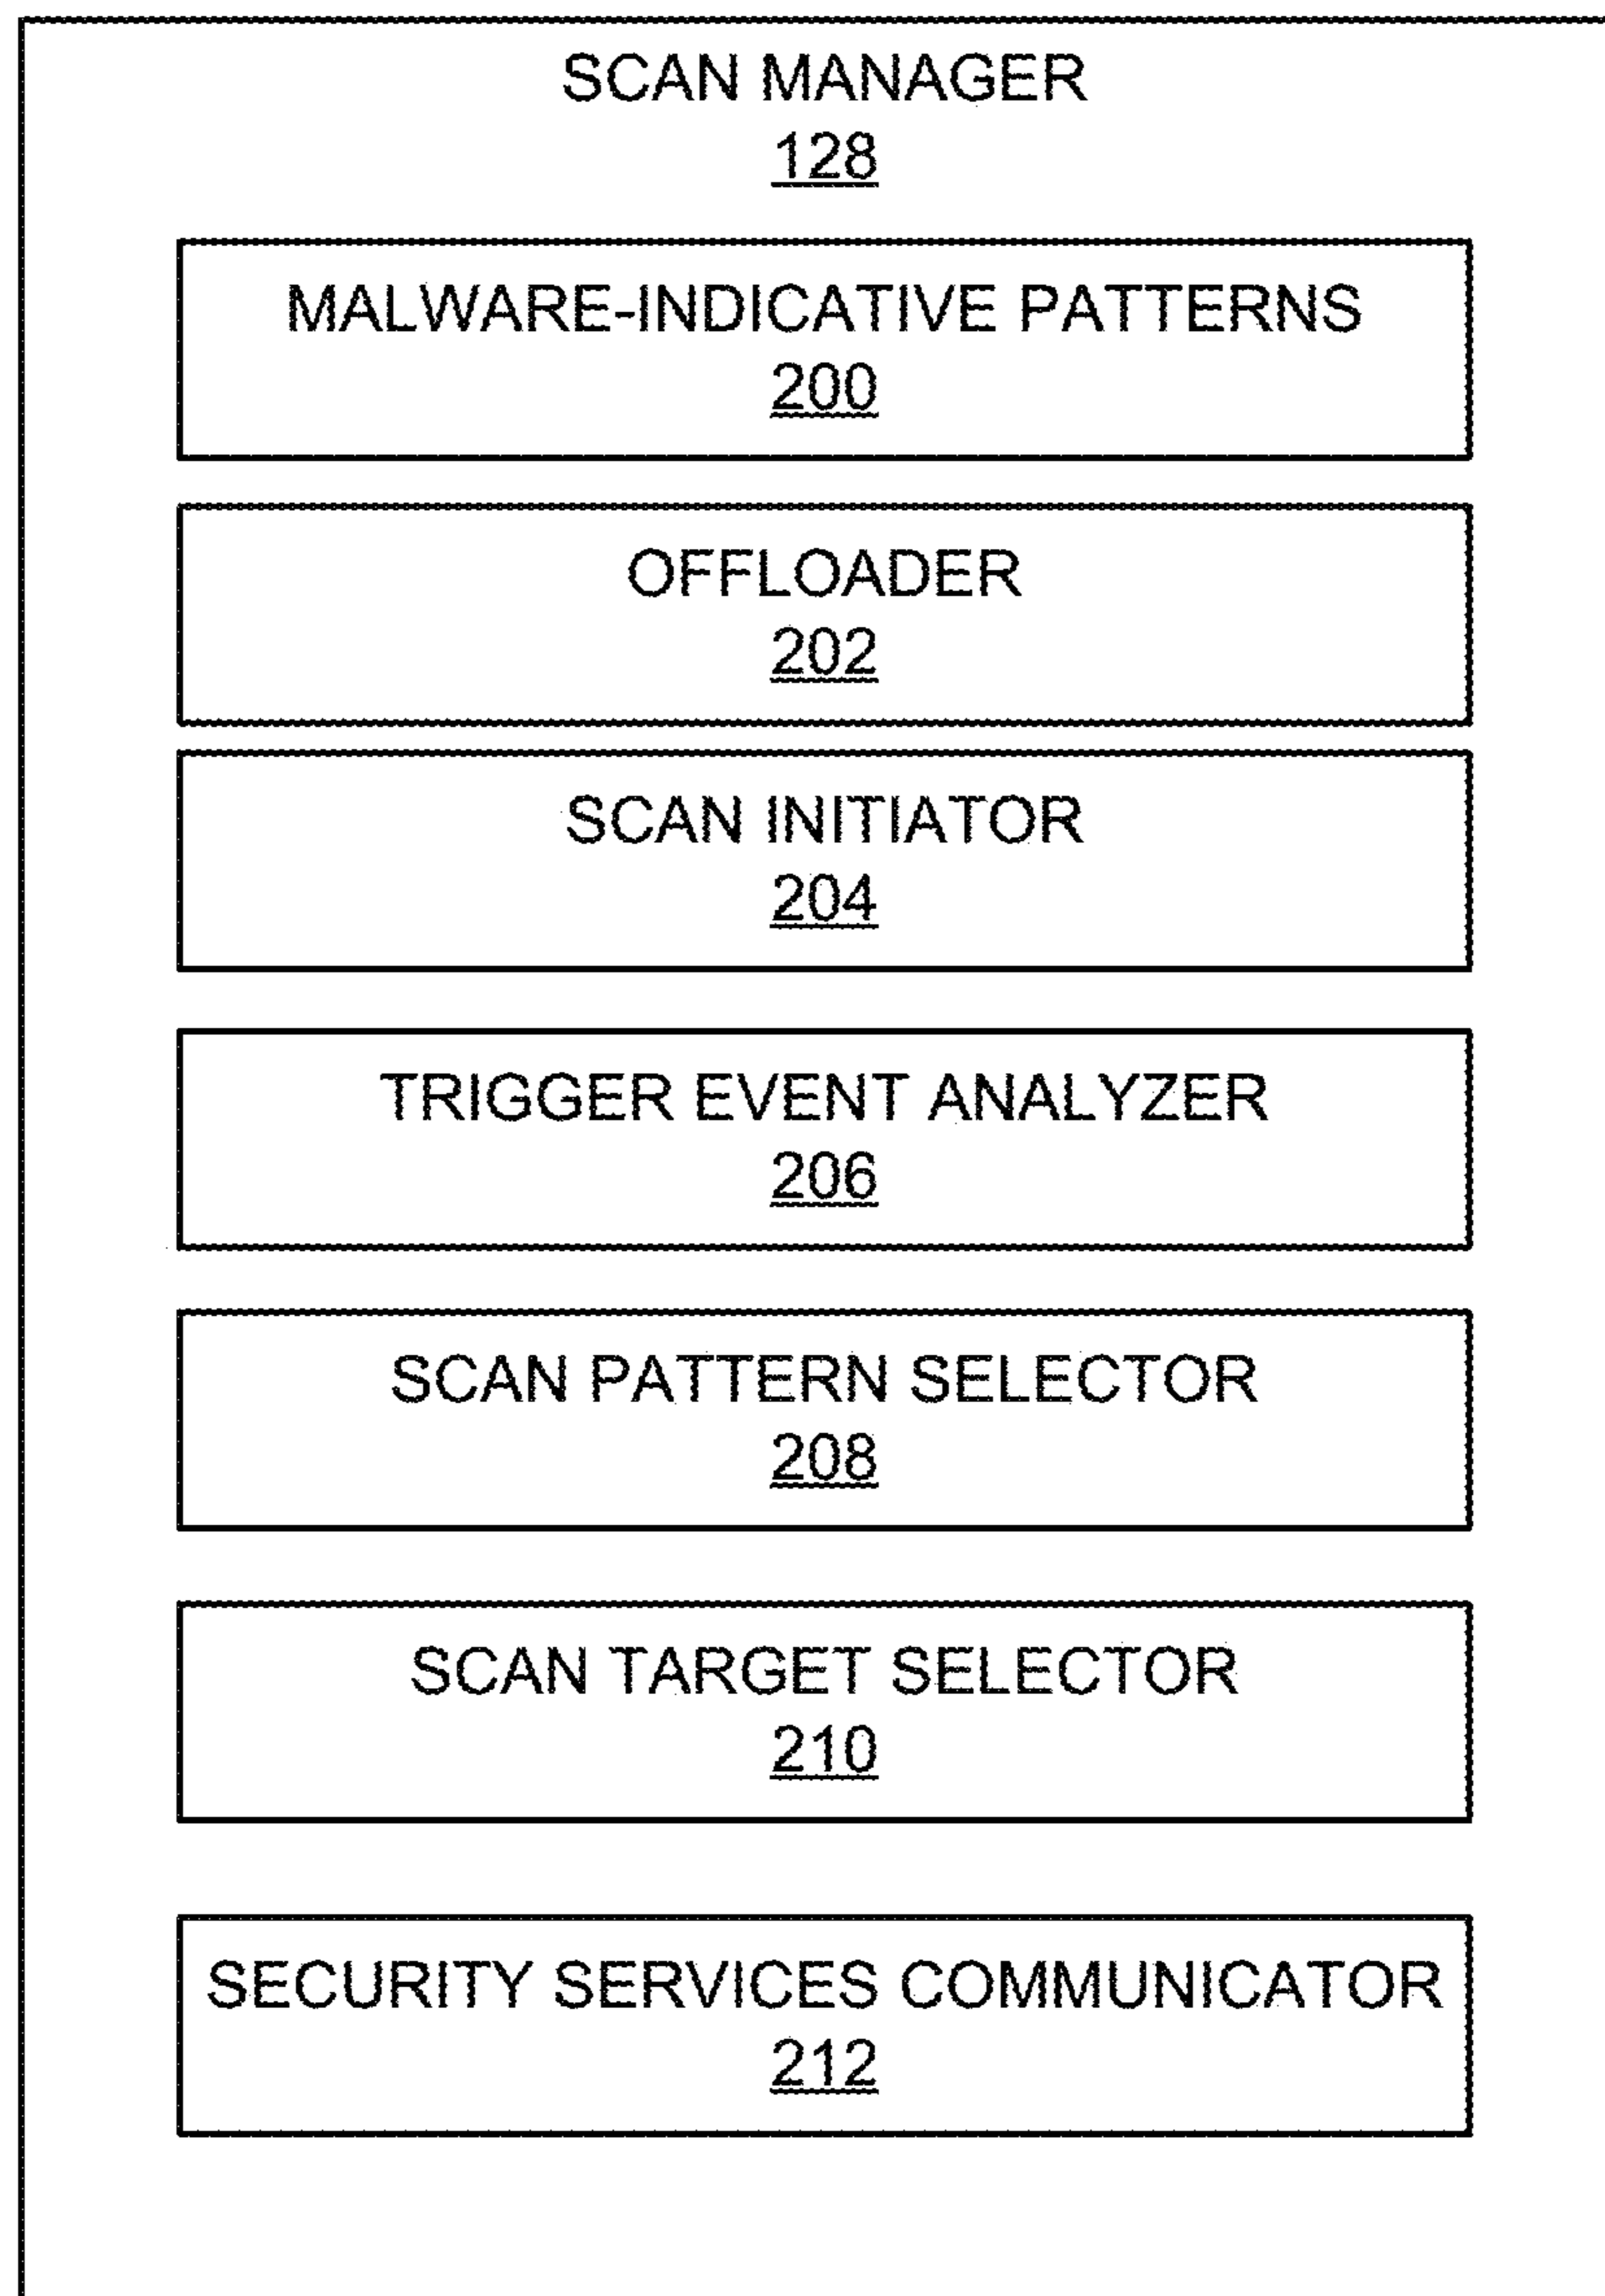 SCAN MANAGER
128
MALWARE-INDICATIVE PATTERNS
200
OFFLOADER
202
SCAN INITIATOR
204
TRIGGER EVENT ANALYZER
206
SCAN PATTERN SELECTOR
208
SCAN TARGET SELECTOR
210
SECURITY SERVICES COMMUNICATOR
212